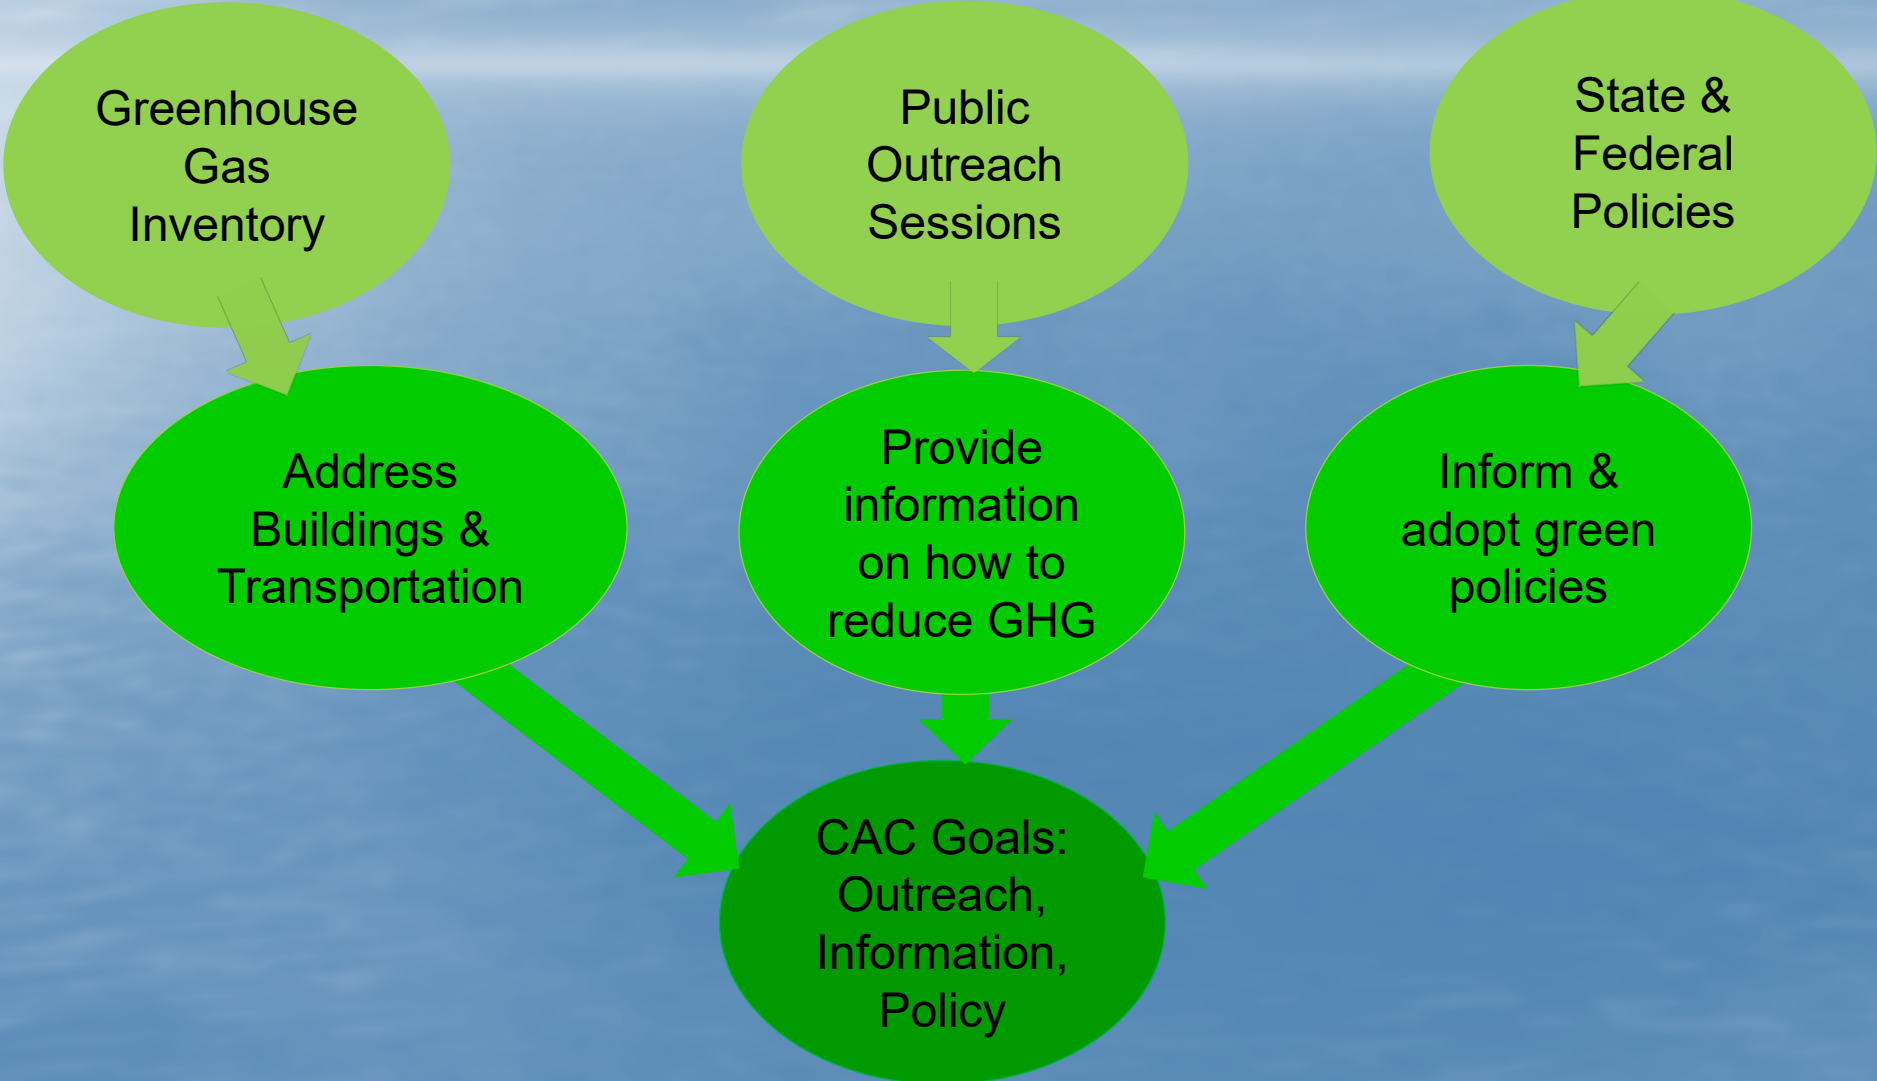 Greenhouse
Gas
Inventory
Public
Outreach
Sessions
State &
Federal
Policies
Address
Buildings &
Transportation
Provide
information
on how to
reduce GHG
Inform &
adopt green
policies
CAC Goals:
Outreach,
Information,
Policy